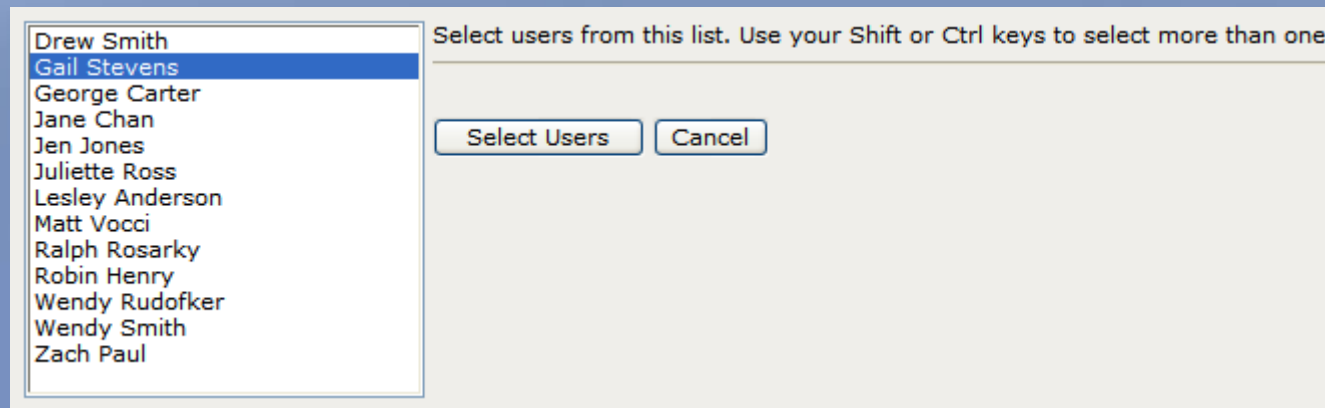 Drew Smith
Gail Stevens
George Carter
Jane Chan
Jen Jones
Juliette Ross
Lesley Anderson
Matt Vocci
Ralph Rosarky
Robin Henry
Wendy Rudofker
Wendy Smith
Zach Paul
Select users from this list. Use your Shift or Ctrl keys to select more than one
Select Users Cancel